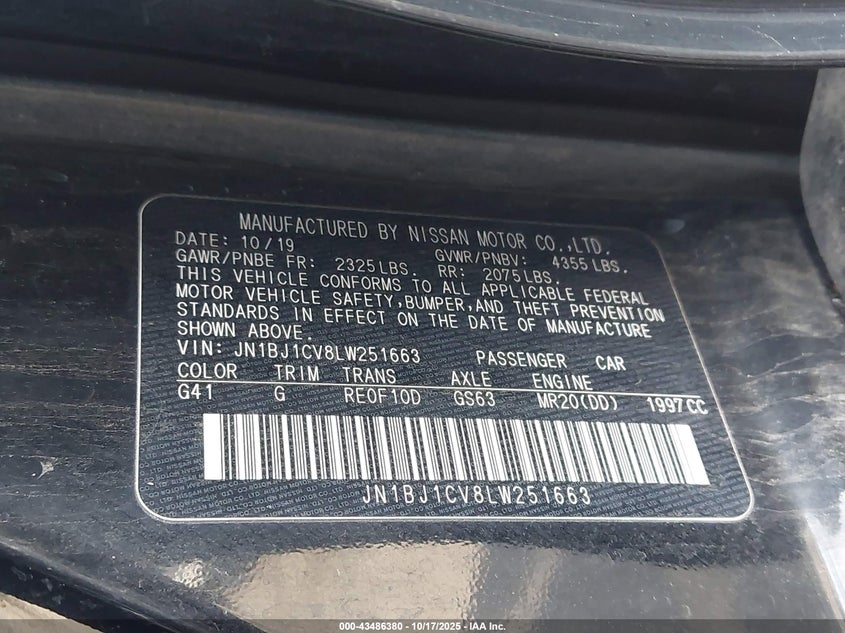 MANUFACTURED BY NISSAN MOTOR CO.,LTD.
DATE: 10/19
GAWR/PNBE FR: 2325LBS. GVWR/PNBV: 4355LBS.
RR: 2075LBS.
THIS VEHICLE CONFORMS TO ALL APPLICABLE FEDERAL
MOTOR VEHICLE SAFETY,BUMPER,AND THEFT PREVENTION
STANDARDS IN EFFECT ON THE DATE OF MANUFACTURE
SHOWN ABOVE.
VIN: JN1BJ1CV8LW251663 PASSENGER CAR
COLOR TRIM TRANS AXLE ENGINE
G41 G RE0F10D GS63 MR20(DD) 1997CC
JN1BJ1CV8LW251663
000-43486380 - 10/17/2025 - IAA Inc.